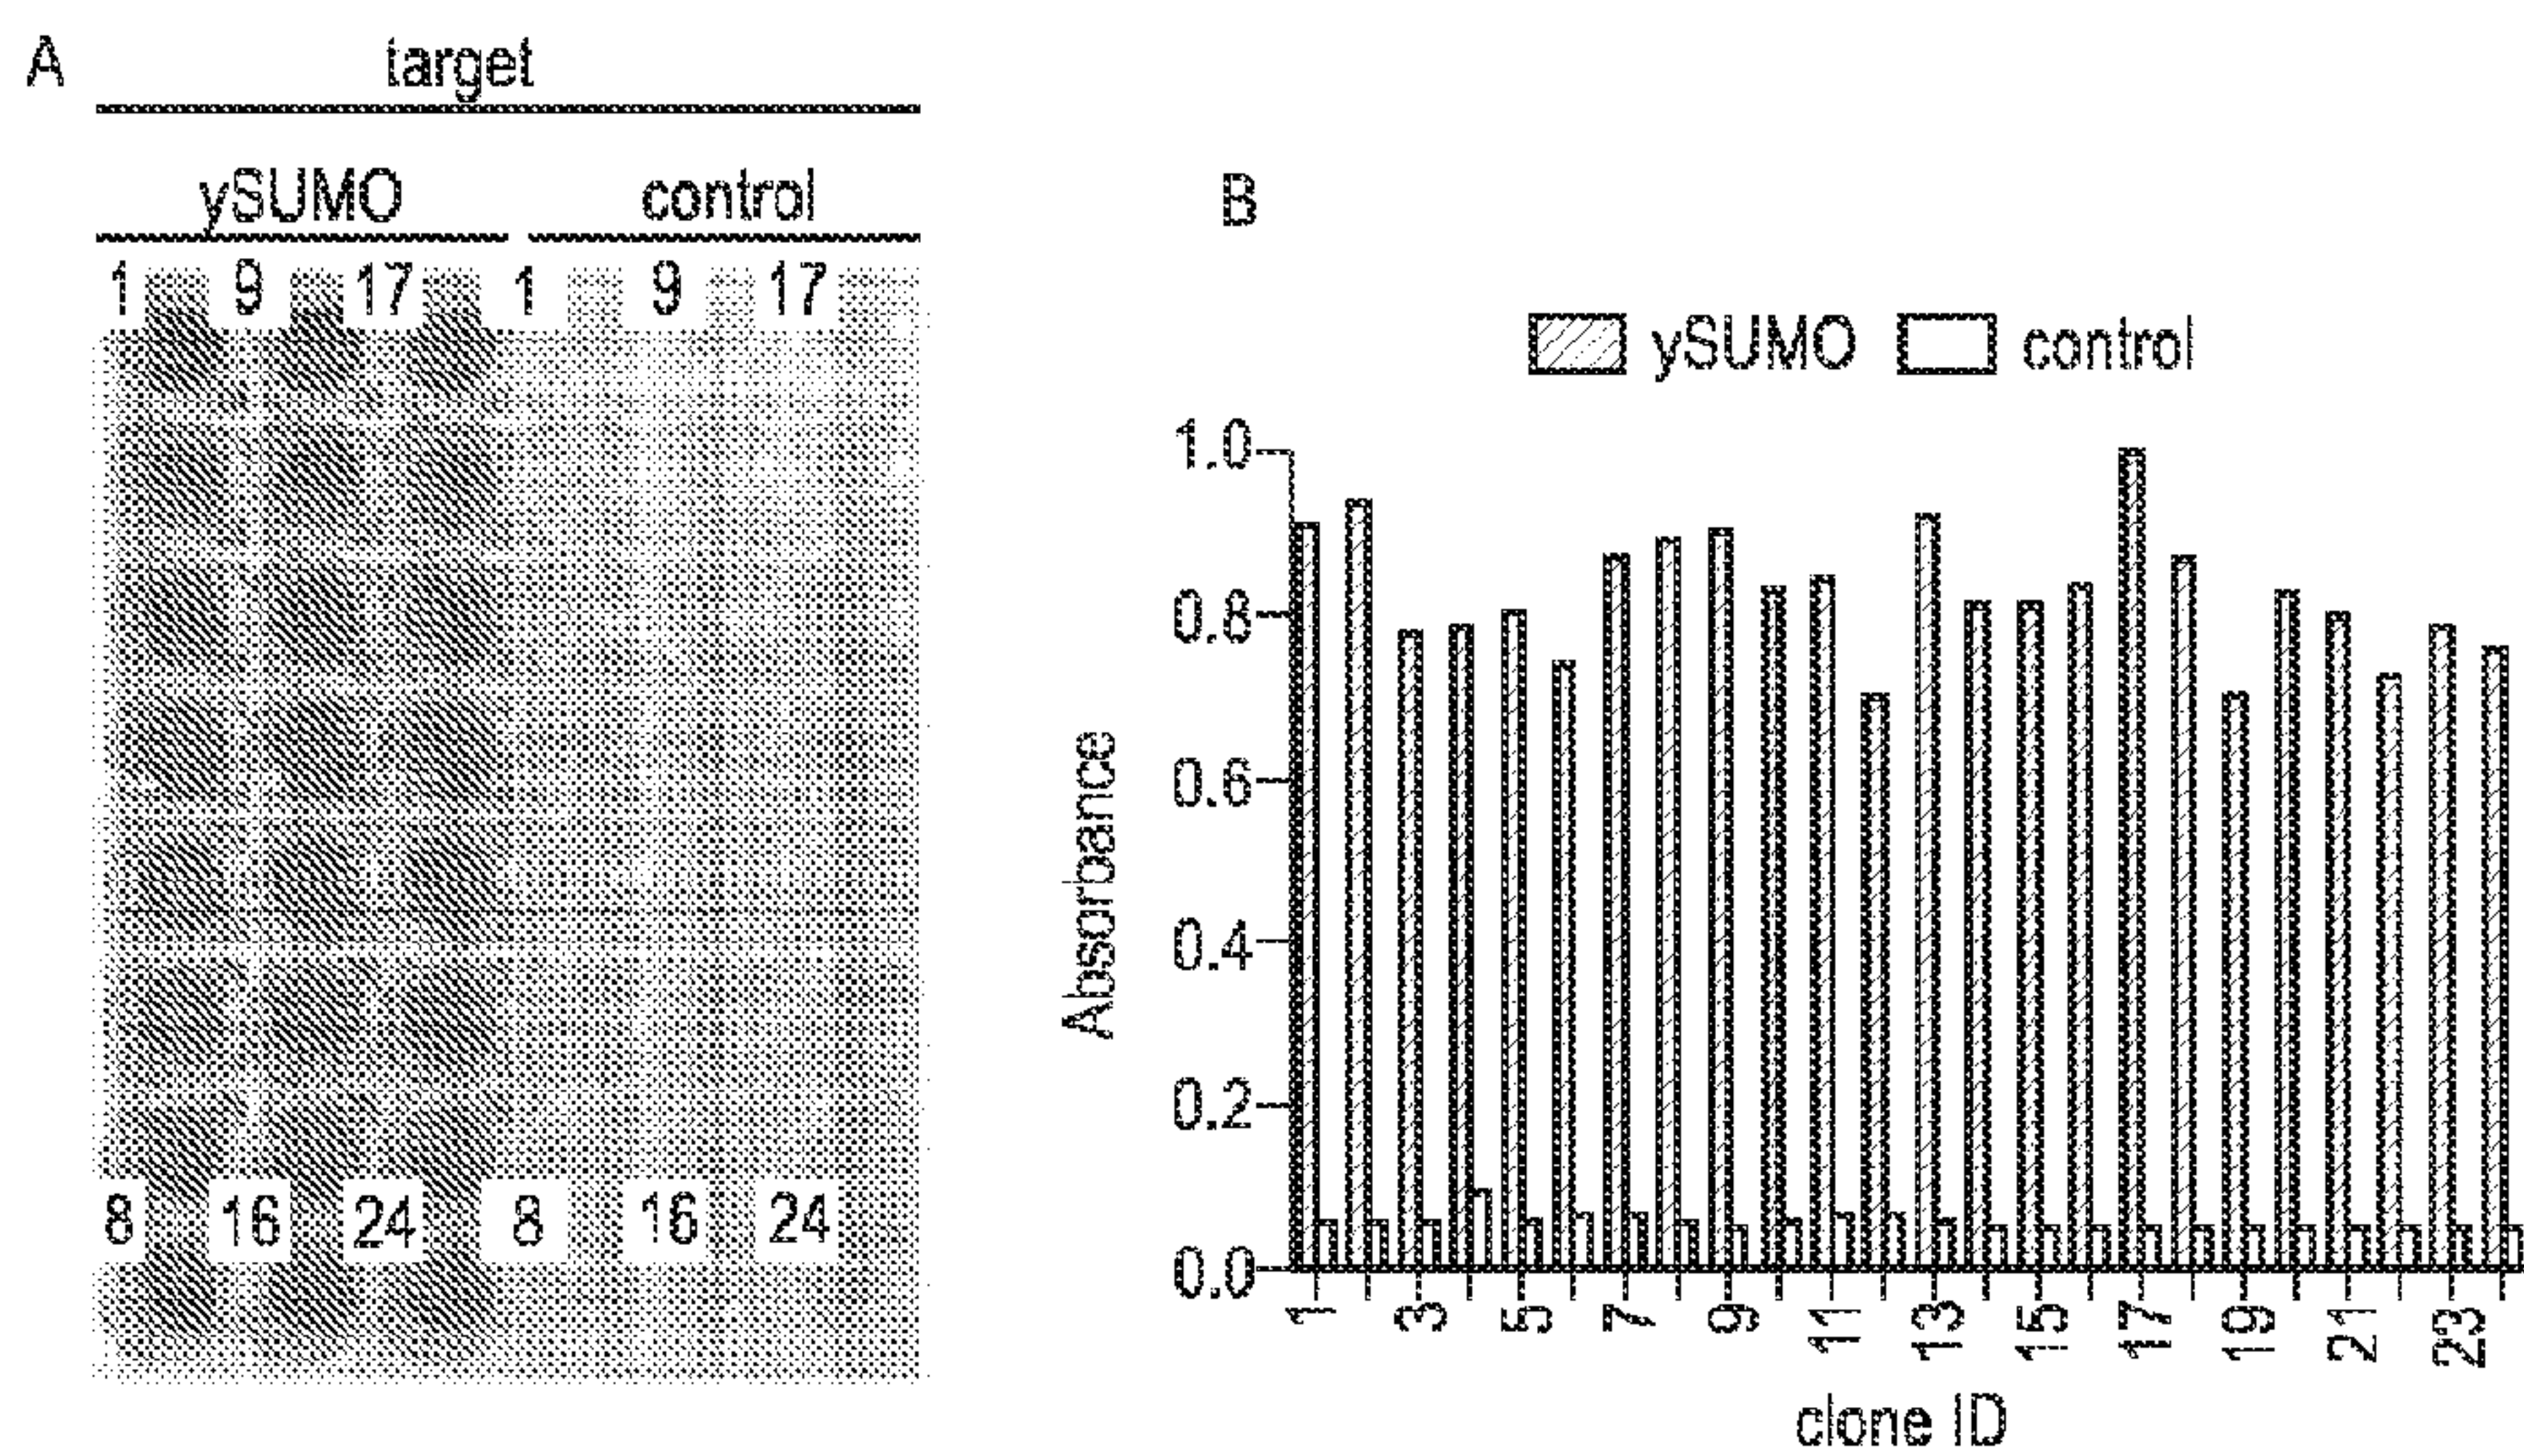 A
target
ySUMO control
1 9 17 1 9 17
8 16 24 8 16 24
B
ySUMO control
1.0
0.8
0.6
0.4
0.2
0.0
Absorbance
1 3 5 7 9 11 13 15 17 19 21 23
clone ID